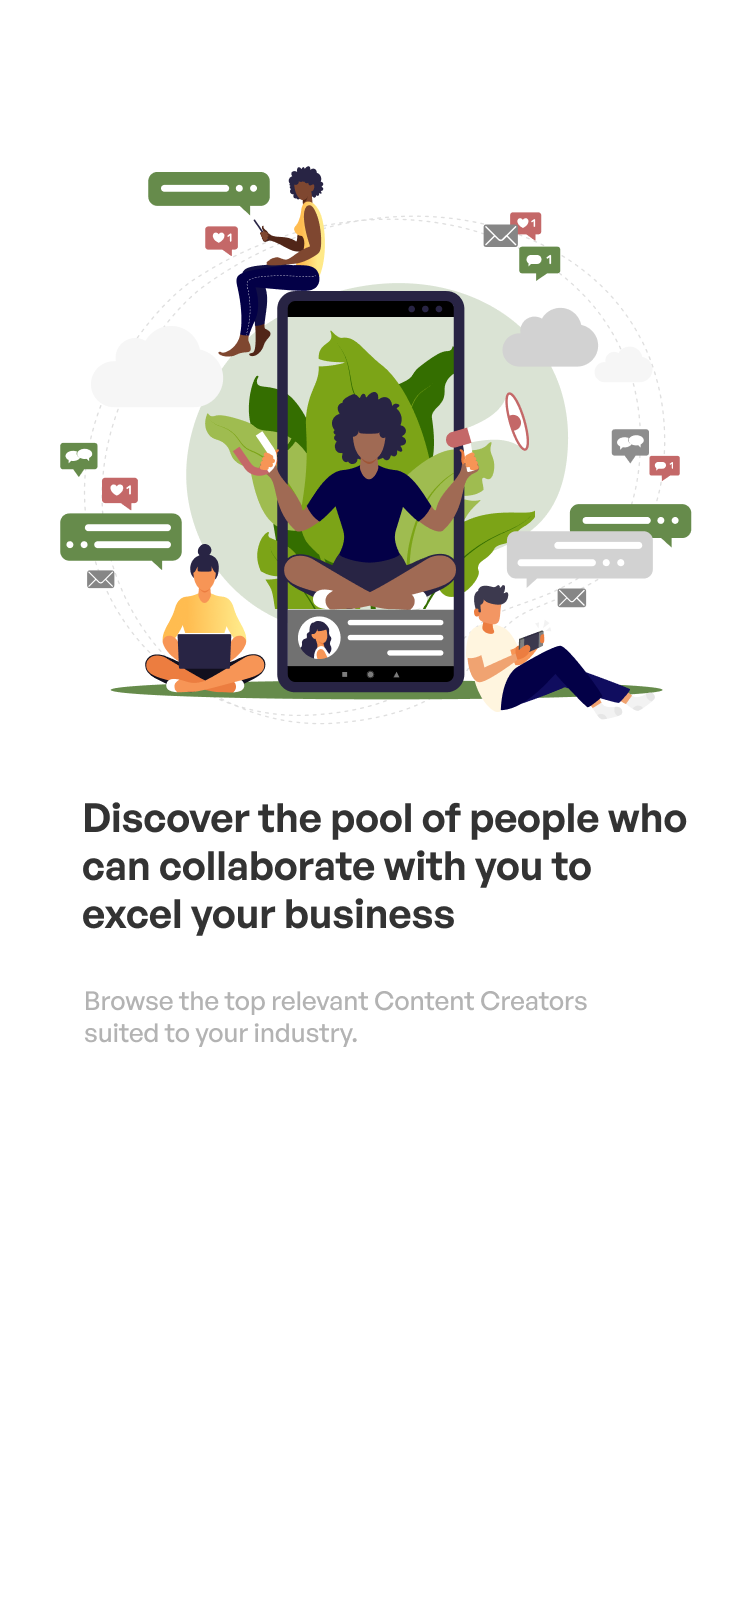 1
1
1
1
1
Discover the pool of people who
can collaborate with you to
excel your business
Browse the top relevant Content Creators
suited to your industry.